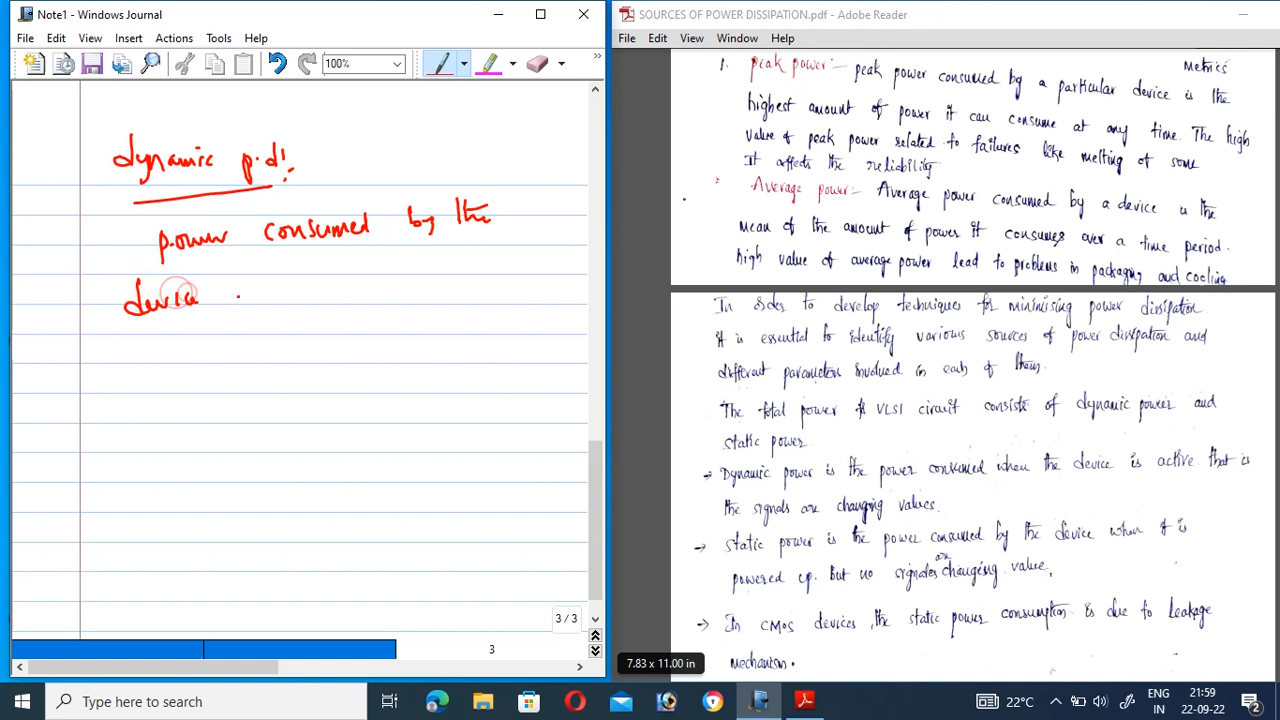 Note1 - Windows Journal
File Edit View Insert Actions Tools Help
100%
dynamic p.d!
power consumed by the
device
3/3
3
SOURCES OF POWER DISSIPATION.pdf - Adobe Reader
File Edit View Window Help
Metrics
1. peak power:- peak power consumed by a particular device is the
highest amount of power it can consume at any time. The high
value of peak power related to failures like melting of some
It affects the reliability
Average power:- Average power consumed by a device is the
mean of the amount of power it consumes over a time period.
high value of average power lead to problems in packaging and cooling
In order to develop techniques for minimising power dissipation
it is essential to identify various sources of power dissipation and
different parameters involved in each of them.
The total power of VLSI circuit consists of dynamic power and
static power
→ Dynamic power is the power consumed when the device is active that is
the signals are changing values.
→ Static power is the power consumed by the device when it is
powered up. but no signals are changing value.
→ In CMOS devices, the static power consumption is due to leakage
mechanism.
7.83 x 11.00 in
Type here to search
22°C
ENG
IN
21:59
22-09-22
2